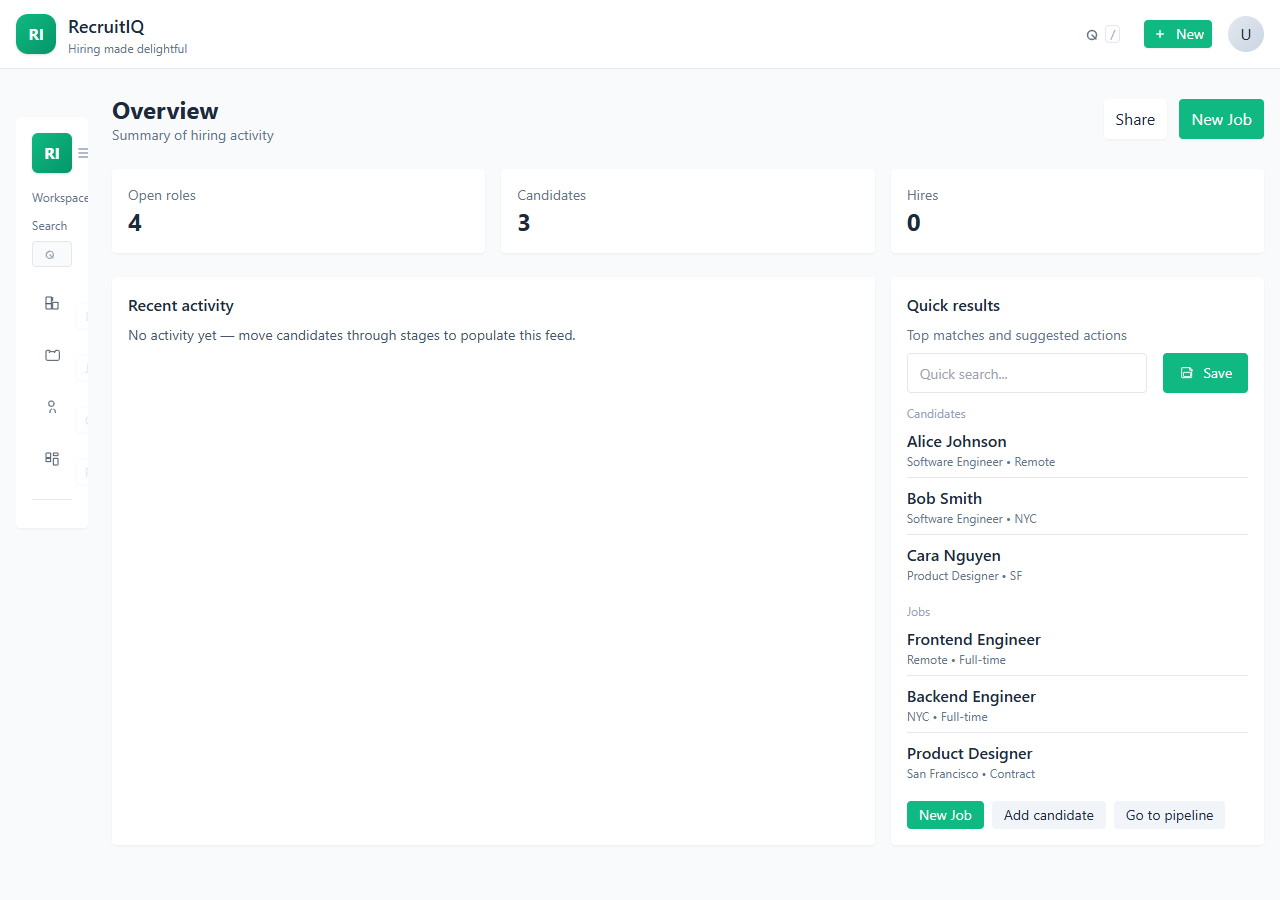 RI
RecruitIQ
Hiring made delightful
/
+ New
U
Overview
Summary of hiring activity
Share
New Job
RI
Workspace
Search
Open roles
4
Candidates
3
Hires
0
Recent activity
No activity yet — move candidates through stages to populate this feed.
Quick results
Top matches and suggested actions
Quick search...
Save
Candidates
Alice Johnson
Software Engineer • Remote
Bob Smith
Software Engineer • NYC
Cara Nguyen
Product Designer • SF
Jobs
Frontend Engineer
Remote • Full-time
Backend Engineer
NYC • Full-time
Product Designer
San Francisco • Contract
New Job
Add candidate
Go to pipeline